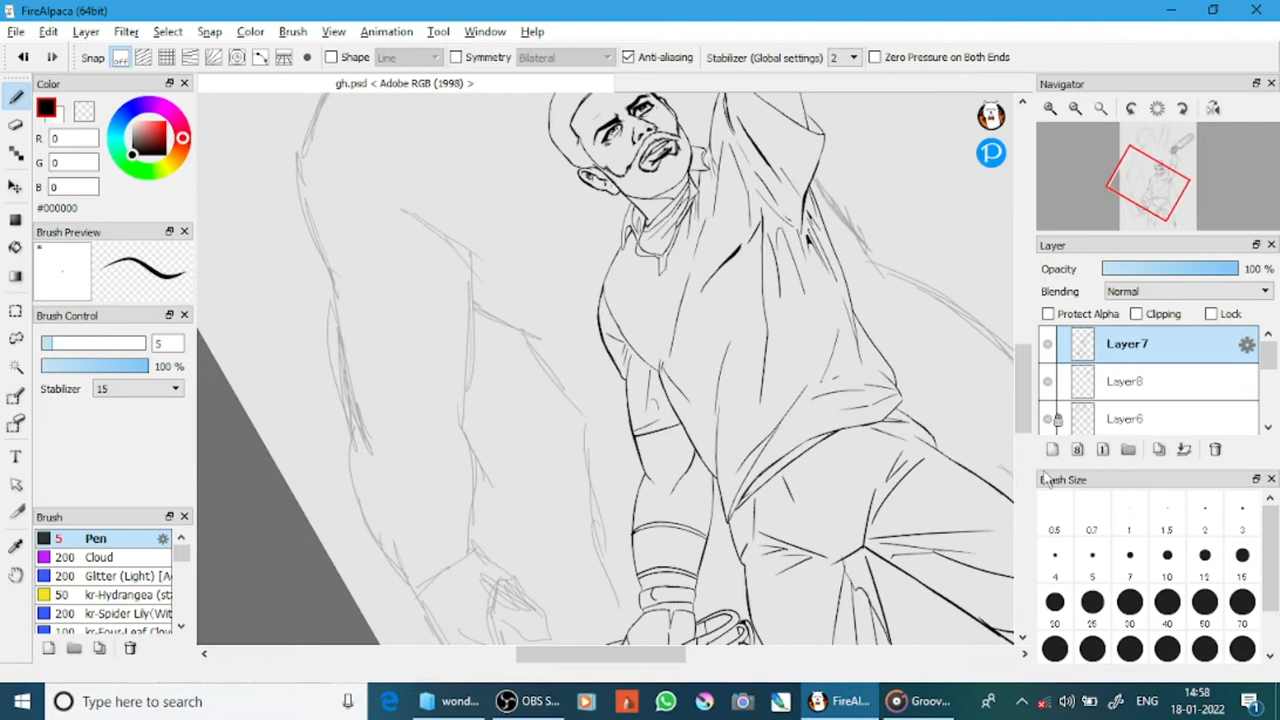 FireAlpaca (64bit)
File Edit Layer Filter Select Snap Color Brush View Animation Tool Window Help
Snap off Shape Line Symmetry Bilateral Anti-aliasing Stabilizer (Global settings) 2 Zero Pressure on Both Ends
Color
R 0
G 0
B 0
#000000
Brush Preview
Brush Control
5
100 %
Stabilizer 15
Brush
5 Pen
200 Cloud
200 Glitter (Light) [A
50 kr-Hydrangea (st
200 kr-Spider Lily(Wit
100 kr-Four-Leaf Clov
gh.psd < Adobe RGB (1998) >
Navigator
Layer
Opacity 100 %
Blending Normal
Protect Alpha Clipping Lock
Layer7
Layer8
Layer6
8 1
Brush Size
0.5 0.7 1 1.5 2 3
4 5 7 10 12 15
20 25 30 40 50 70
Type here to search
wond...
OBS S...
FireAl...
Groov...
ENG
14:58
18-01-2022
1